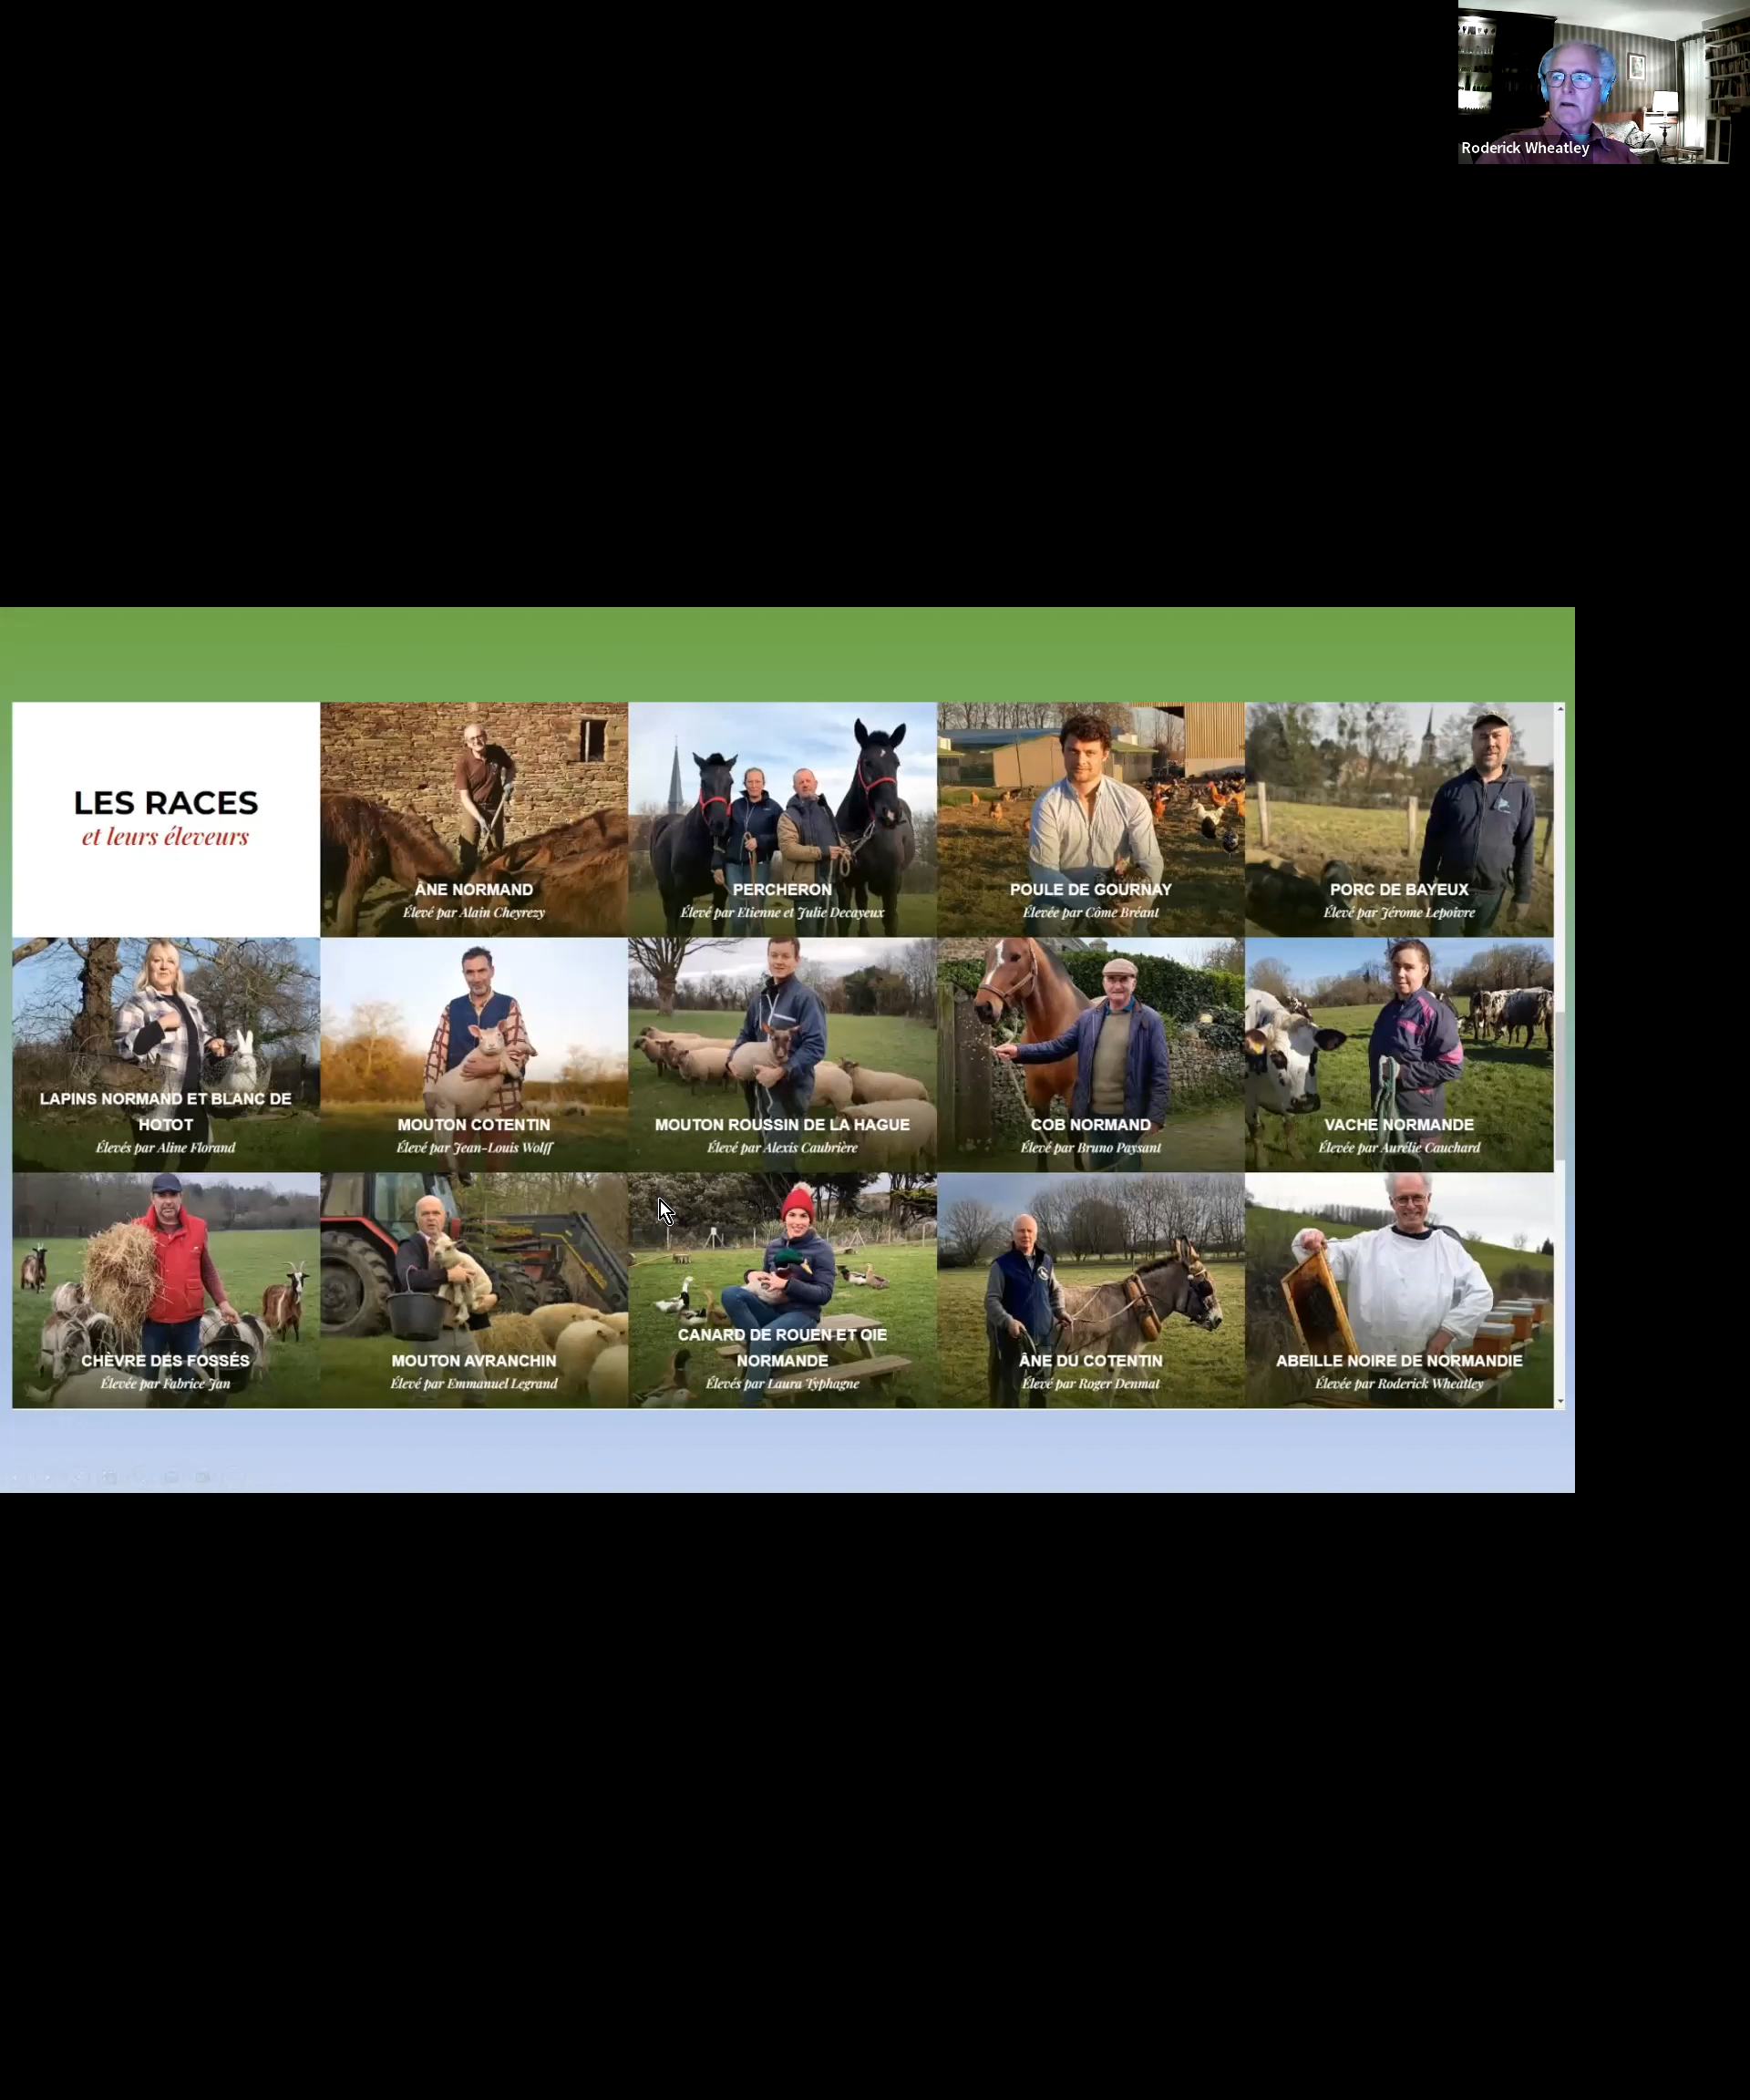 Roderick Wheatley
LES RACES
et leurs éleveurs
ÂNE NORMAND
Élevé par Alain Cheyrezy
PERCHERON
Élevé par Etienne et Julie Decayeux
POULE DE GOURNAY
Élevée par Côme Bréant
PORC DE BAYEUX
Élevé par Jérome Lepoivre
LAPINS NORMAND ET BLANC DE
HOTOT
Élevés par Aline Florand
MOUTON COTENTIN
Élevé par Jean-Louis Wolff
MOUTON ROUSSIN DE LA HAGUE
Élevé par Alexis Caubrière
COB NORMAND
Élevé par Bruno Paysant
VACHE NORMANDE
Élevée par Aurélie Cauchard
CHÈVRE DES FOSSÉS
Élevée par Fabrice Jan
MOUTON AVRANCHIN
Élevé par Emmanuel Legrand
CANARD DE ROUEN ET OIE
NORMANDE
Élevés par Laura Typhagne
ÂNE DU COTENTIN
Élevé par Roger Denmat
ABEILLE NOIRE DE NORMANDIE
Élevée par Roderick Wheatley